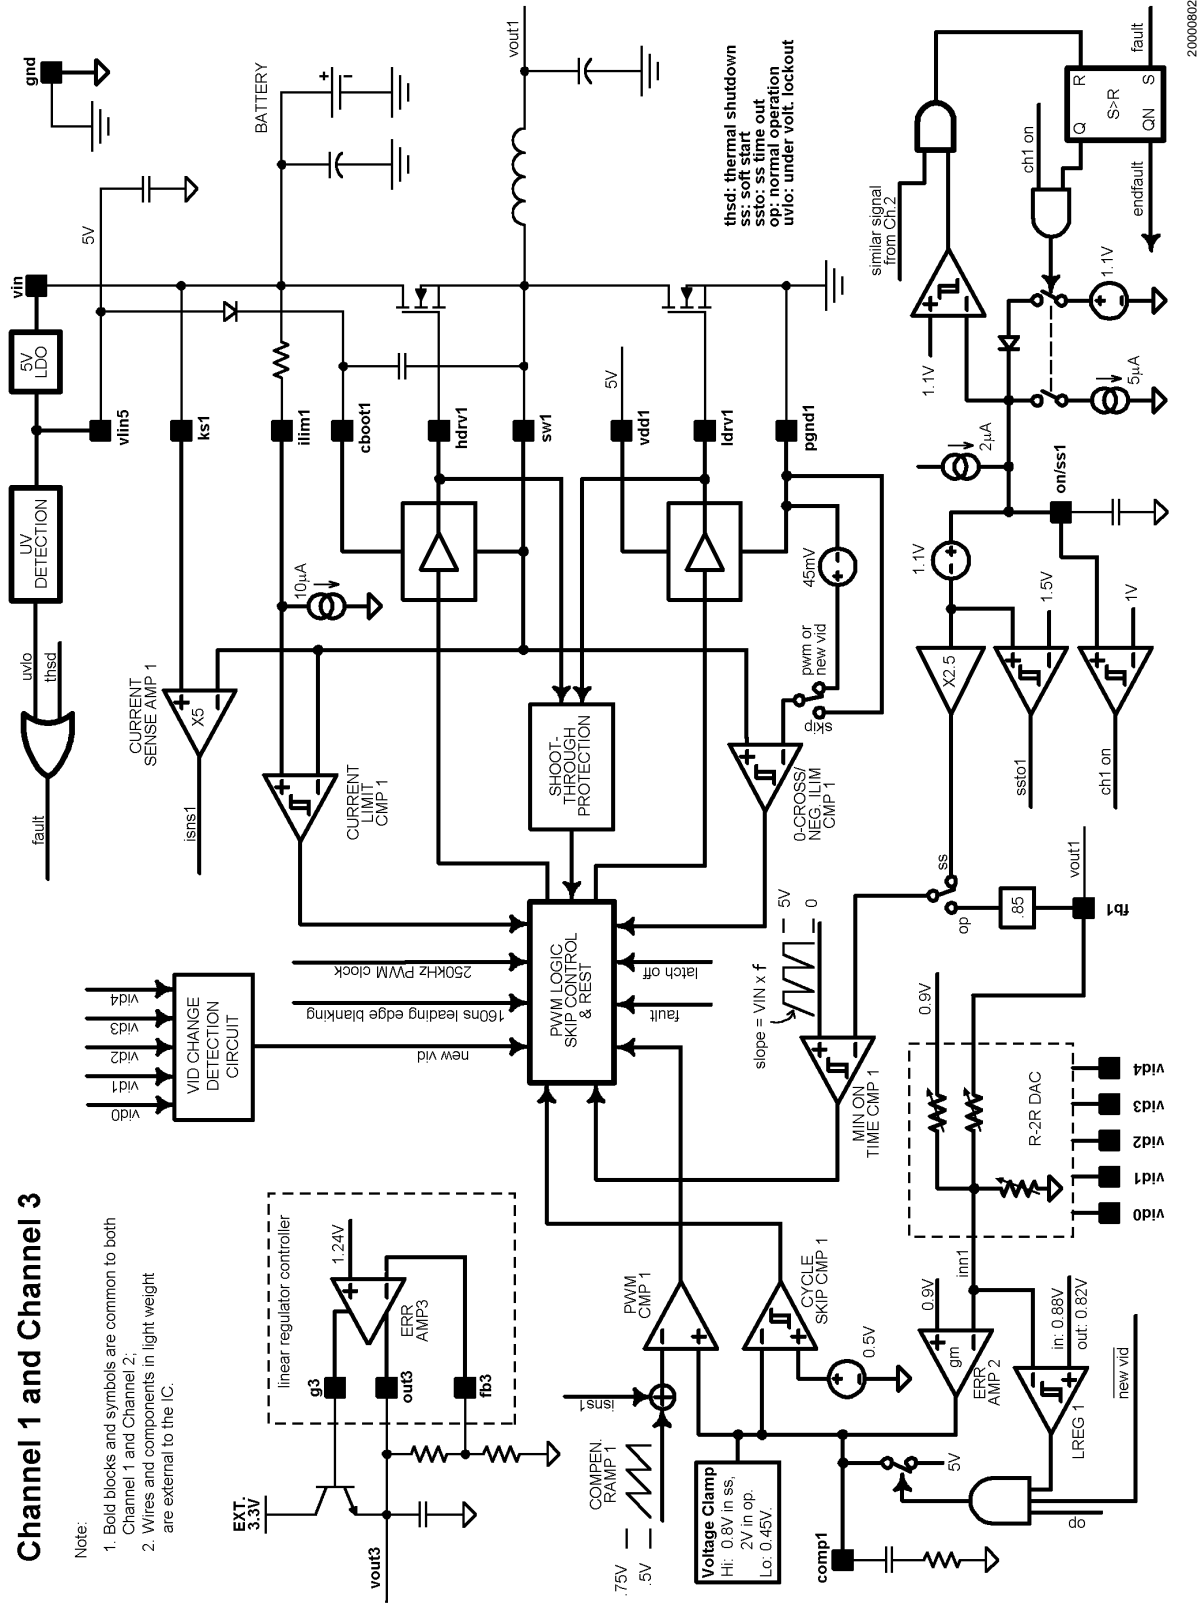 Channel 1 and Channel 3
Note:
1. Bold blocks and symbols are common to both
Channel 1 and Channel 2;
2. Wires and components in light weight
are external to the IC.
vid0
vid1
vid2
vid3
vid4
VID CHANGE
DETECTION
CIRCUIT
new vid
160ns leading edge blanking
250kHz PWM clock
fault
uvlo
thsd
UV
DETECTION
5V
LDO
vin
vlin5
5V
gnd
isns1
CURRENT
SENSE AMP 1
X5
ks1
CURRENT
LIMIT
CMP 1
10µA
ilim1
BATTERY
cboot1
hdrv1
sw1
vdd1
5V
ldrv1
pgnd1
vout1
EXT.
3.3V
vout3
linear regulator controller
g3
out3
fb3
1.24V
ERR
AMP3
PWM LOGIC
SKIP CONTROL
& REST
SHOOT-
THROUGH
PROTECTION
fault
latch off
0-CROSS/
NEG. ILIM
CMP 1
skip
pwm or
new vid
45mV
thsd: thermal shutdown
ss: soft start
ssto: ss time out
op: normal operation
uvlo: under volt. lockout
.75V
.5V
COMPEN.
RAMP 1
isns1
PWM
CMP 1
Voltage Clamp
Hi: 0.8V in ss,
2V in op.
Lo: 0.45V.
CYCLE
SKIP CMP 1
0.5V
slope = VIN x f
5V
0
MIN ON
TIME CMP 1
comp1
5V
op
new vid
LREG 1
in: 0.88V
out: 0.82V
gm
ERR
AMP 2
0.9V
inn1
R-2R DAC
0.9V
vid0
vid1
vid2
vid3
vid4
fb1
vout1
.85
op
ss
X2.5
1.1V
ssto1
1.5V
ch1 on
1V
on/ss1
2µA
5µA
1.1V
1.1V
similar signal
from Ch.2
ch1 on
endfault
Q
R
S>R
QN
S
fault
20000802